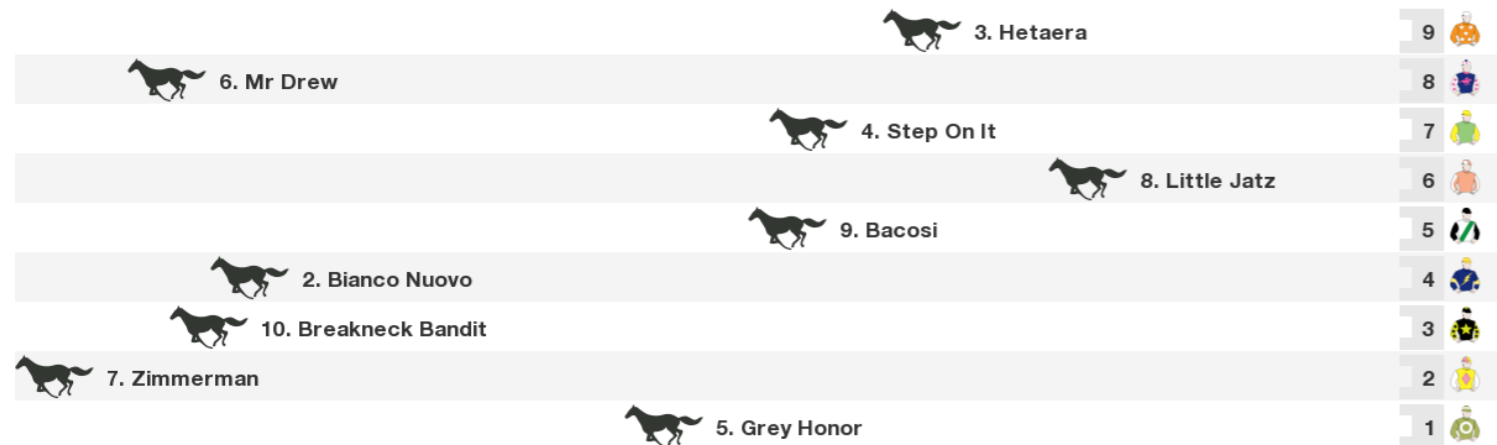 3. Hetaera 9
6. Mr Drew 8
4. Step On It 7
8. Little Jatz 6
9. Bacosi 5
2. Bianco Nuovo 4
10. Breakneck Bandit 3
7. Zimmerman 2
5. Grey Honor 1